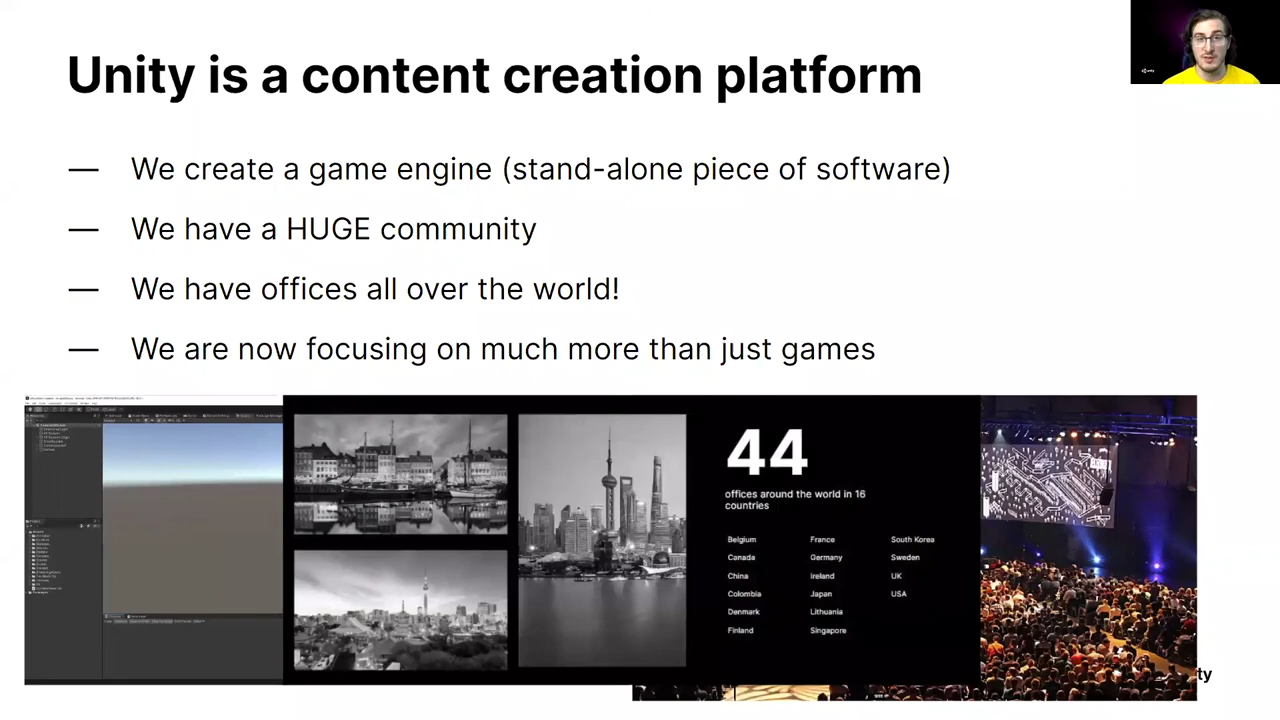 Unity is a content creation platform
— We create a game engine (stand-alone piece of software)
— We have a HUGE community
— We have offices all over the world!
— We are now focusing on much more than just games
44
offices around the world in 16
countries
Belgium France South Korea
Canada Germany Sweden
China Ireland UK
Colombia Japan USA
Denmark Lithuania
Finland Singapore
ty